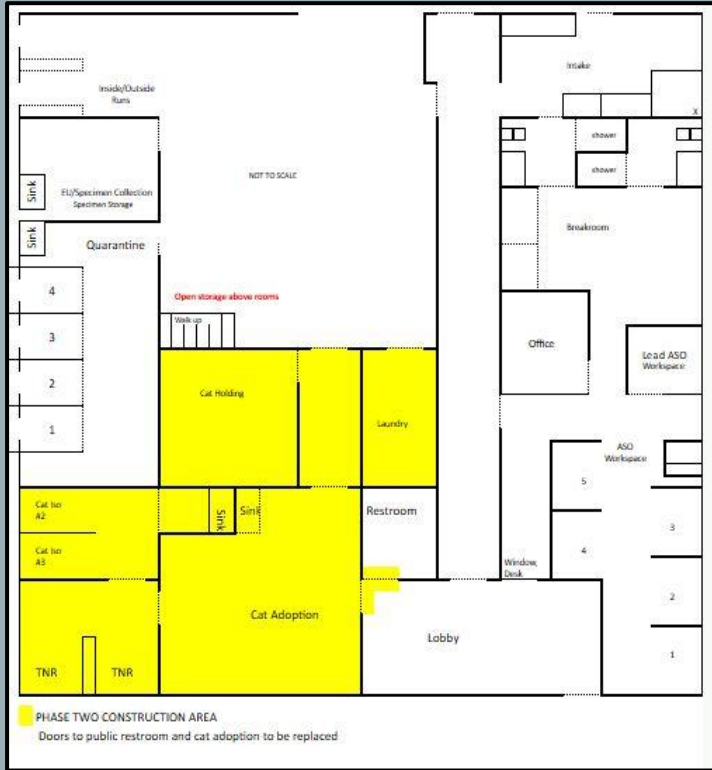 Intake
Inside/Outside
Runs
X
shower
shower
NOT TO SCALE
Sink
EU/Specimen Collection
Specimen Storage
Sink
Quarantine
Breakroom
4
3
2
1
Open storage above rooms
Walk up
Office
Lead ASO
Workspace
Cat Holding
Laundry
ASO
Workspace
5
4
3
2
1
Cat Iso
A2
Cat Iso
A3
Sink
Sink
Restroom
Window,
Desk
Cat Adoption
Lobby
TNR
TNR
PHASE TWO CONSTRUCTION AREA
Doors to public restroom and cat adoption to be replaced